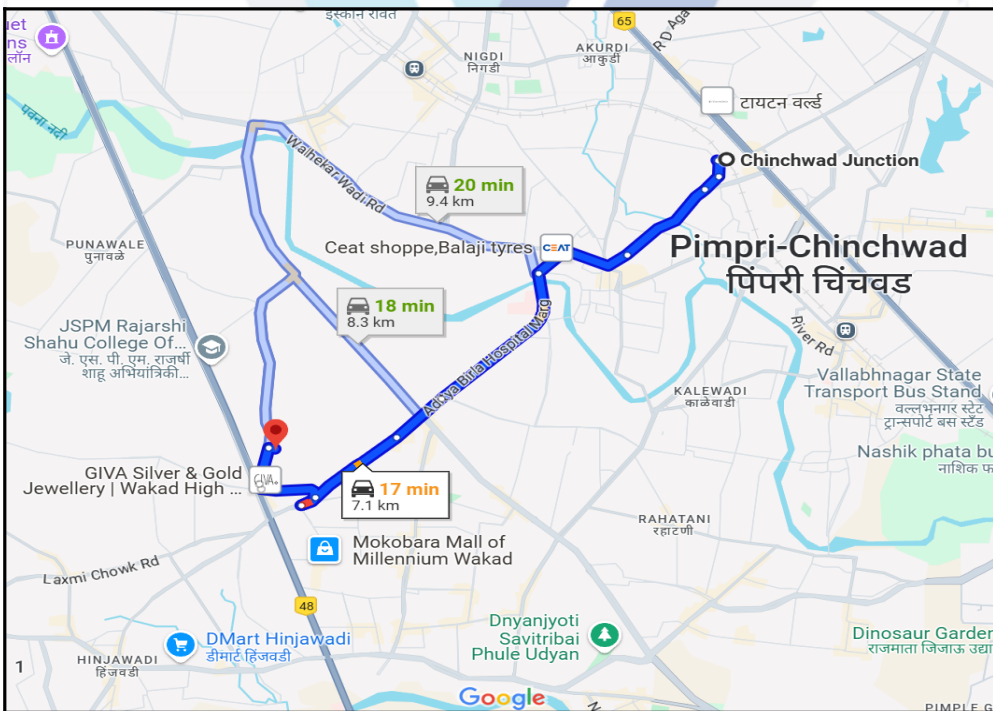 इस्कॉन रावेत
65
RD Aga
uet
ns
लॉन
AKURDI
आकुर्डी
NIGDI
निगडी
टायटन वर्ल्ड
पवना नदी
Walhekar Wadi Rd
Chinchwad Junction
20 min
9.4 km
PUNAWALE
पुनावळे
Ceat shoppe,Balaji tyres
CEAT
Pimpri-Chinchwad
पिंपरी चिंचवड
18 min
8.3 km
JSPM Rajarshi
Shahu College Of...
जे. एस. पी. एम. राजर्षी
शाहू अभियांत्रिकी...
Aditya Birla Hospital Marg
River Rd
Vallabhnagar State
Transport Bus Stand
वल्लभनगर स्टेट
ट्रान्सपोर्ट बस स्टँड
KALEWADI
काळेवाडी
Nashik phata bu
नाशिक फ
GIVA Silver & Gold
Jewellery | Wakad High ...
GIVA
17 min
7.1 km
RAHATANI
रहाटणी
Mokobara Mall of
Millennium Wakad
Laxmi Chowk Rd
48
Dnyanjyoti
Savitribai
Phule Udyan
DMart Hinjawadi
डीमार्ट हिंजवडी
Dinosaur Garden
राजमाता जिजाऊ उद्या
1
HINJAWADI
हिंजवडी
Google
N
PIMPLE G